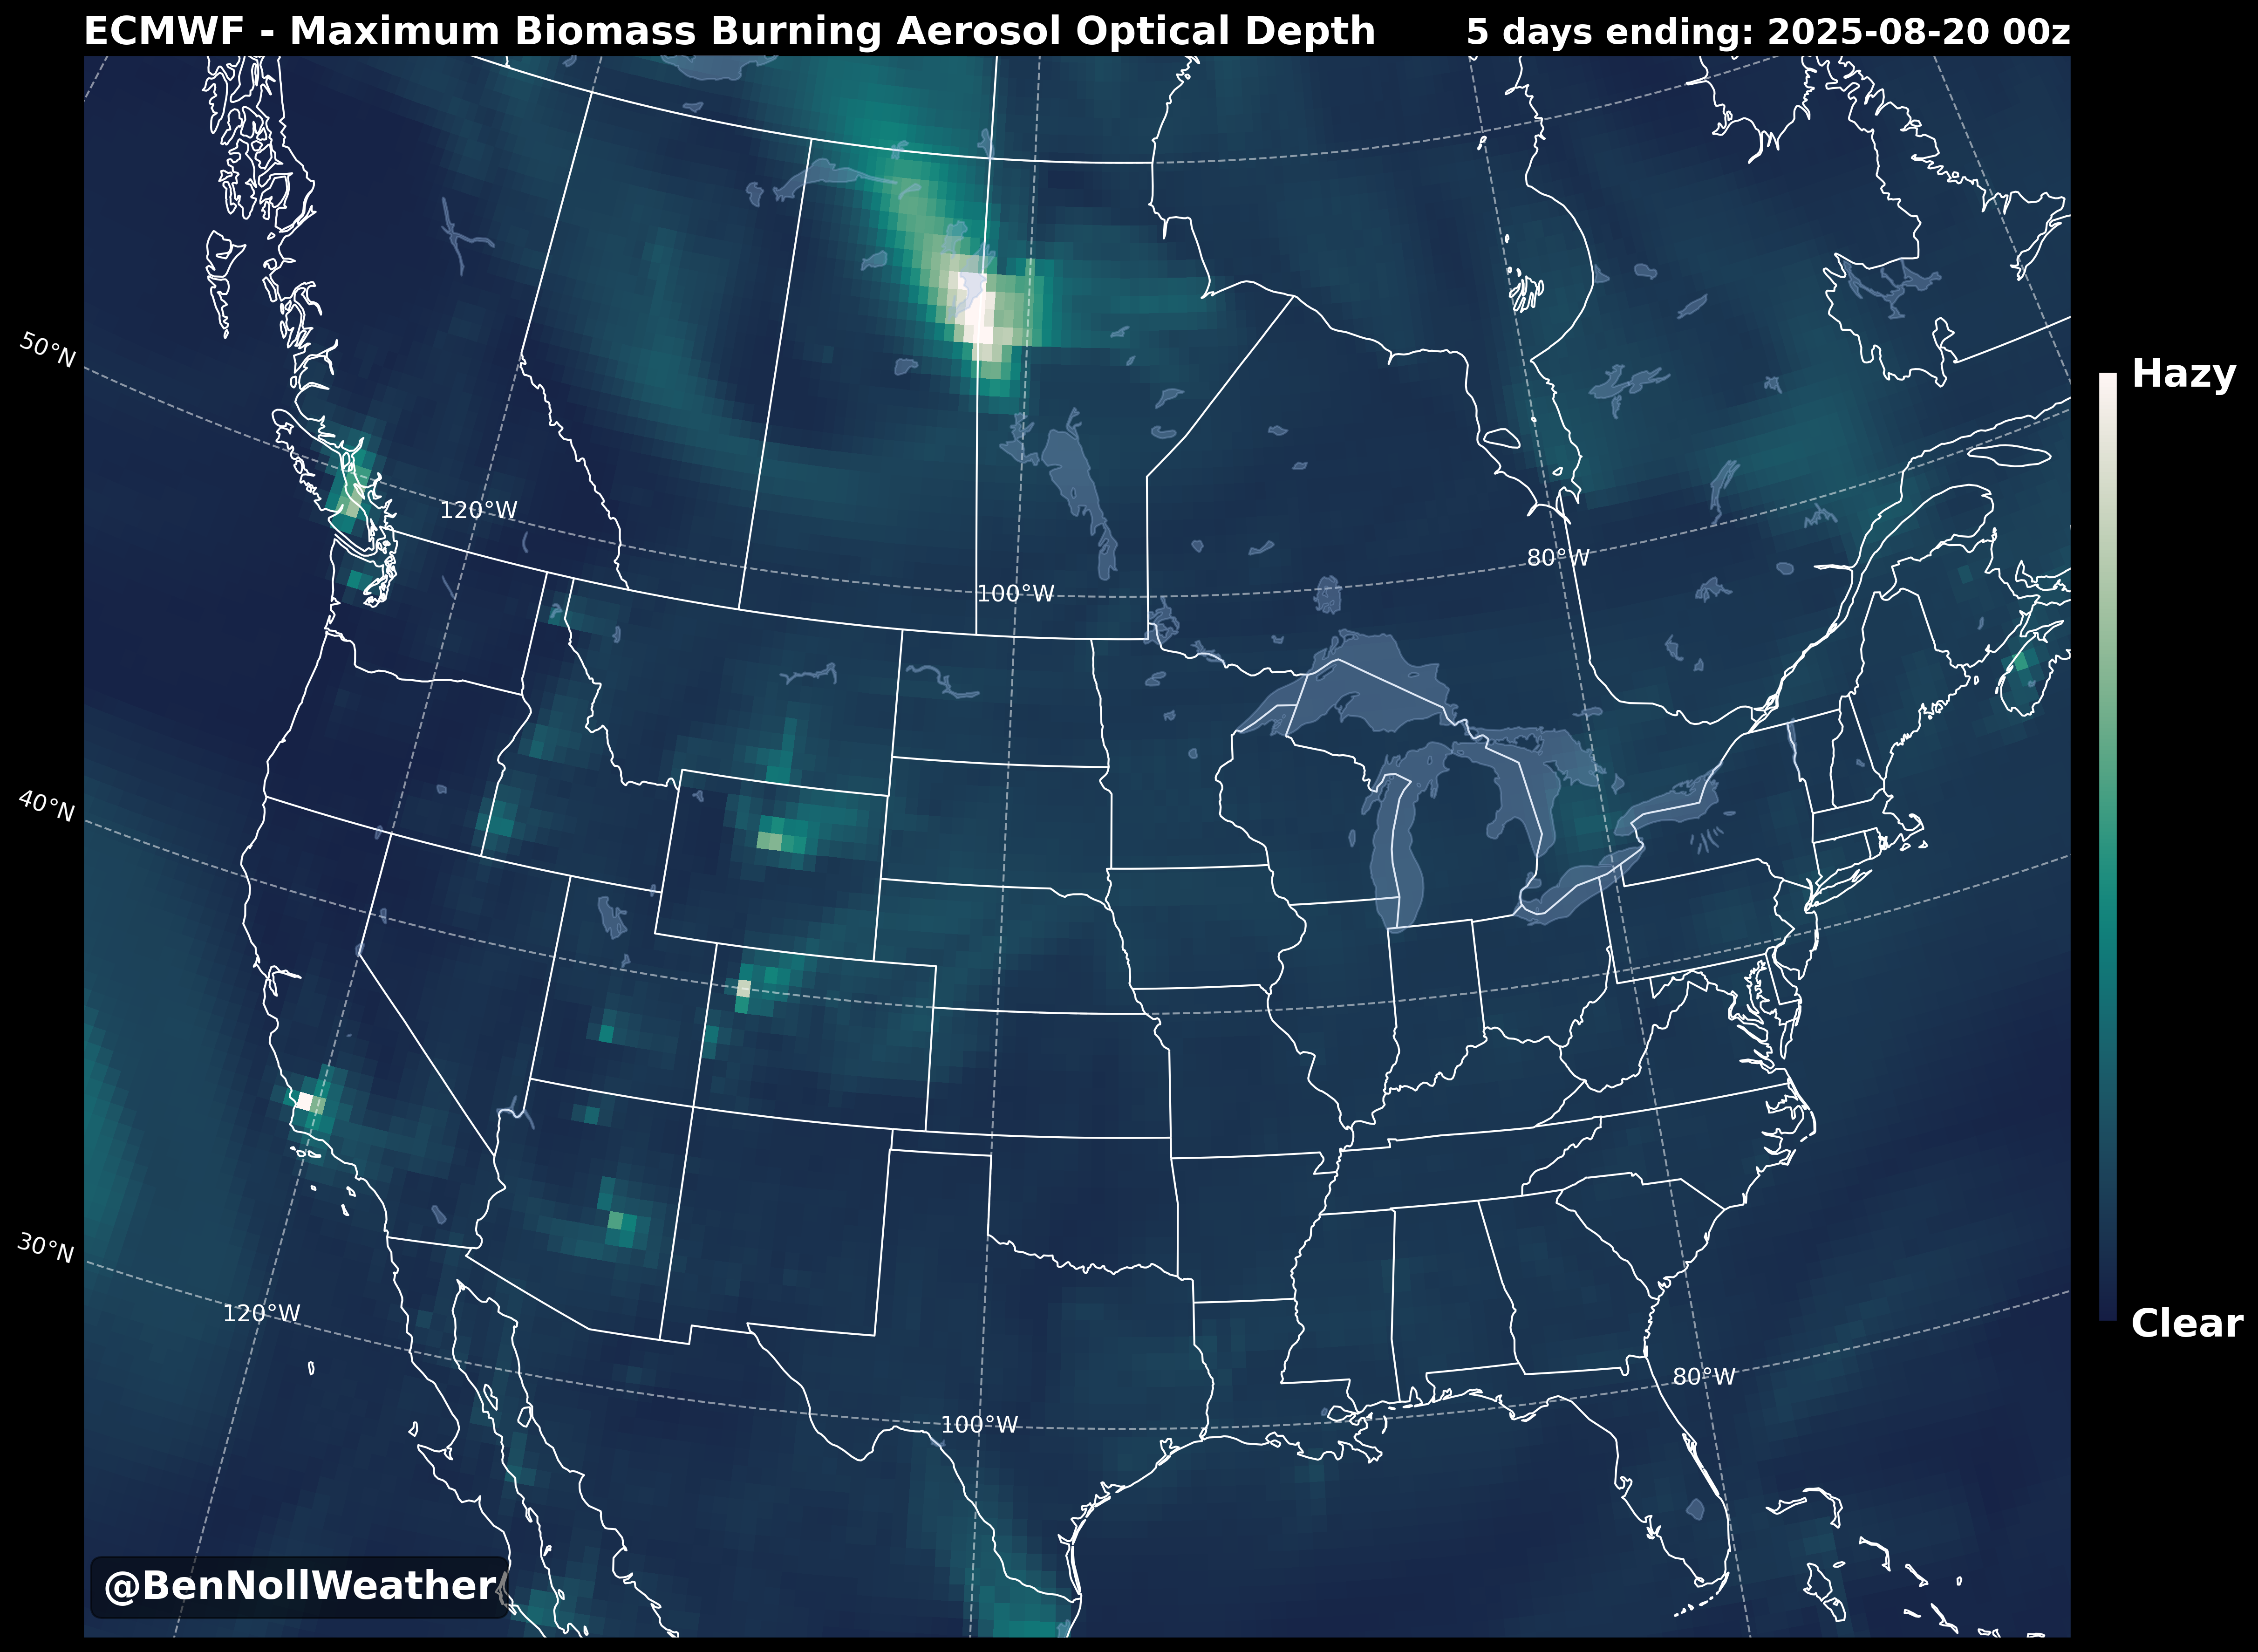 ECMWF - Maximum Biomass Burning Aerosol Optical Depth
5 days ending: 2025-08-20 00z
50°N
Hazy
120°W
80°W
100°W
40°N
30°N
120°W
Clear
80°W
100°W
@BenNollWeather